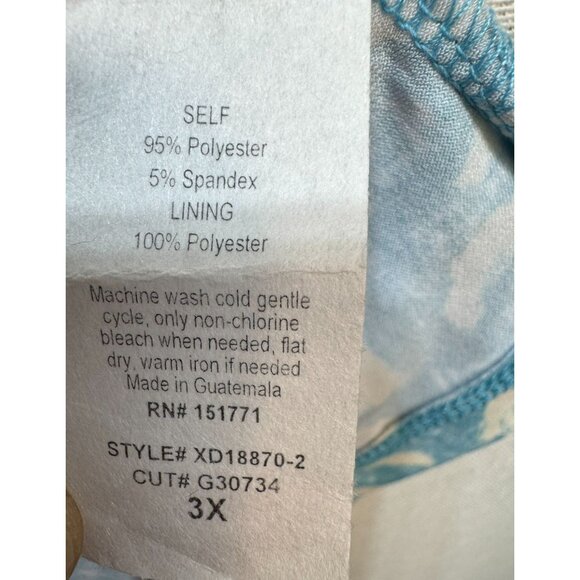 SELF
95% Polyester
5% Spandex
LINING
100% Polyester
Machine wash cold gentle
cycle, only non-chlorine
bleach when needed, flat
dry, warm iron if needed
Made in Guatemala
RN# 151771
STYLE# XD18870-2
CUT# G30734
3X